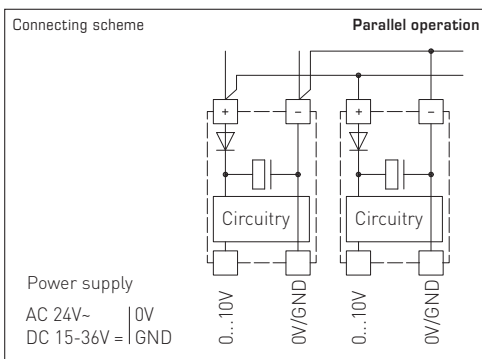 Connecting scheme
Parallel operation
+ − + −
Circuitry Circuitry
Power supply
AC 24V~ | 0V
DC 15-36V = | GND
0...10V
0V/GND
0...10V
0V/GND